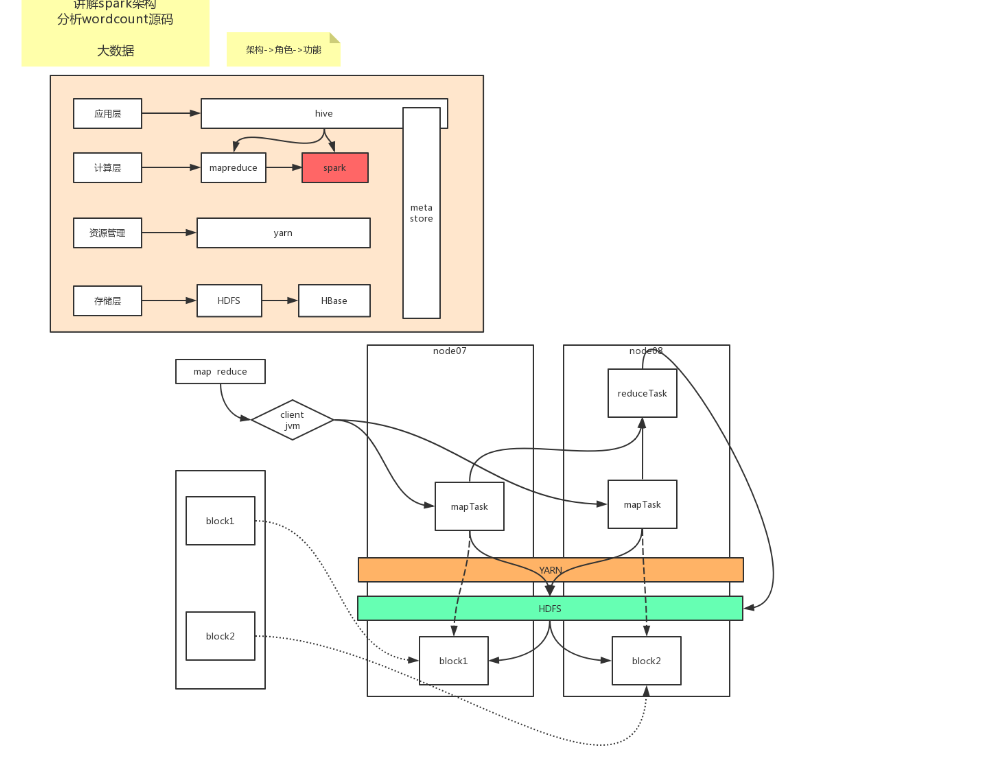 讲解spark架构
分析wordcount源码
大数据
架构->角色->功能
应用层
hive
计算层
mapreduce
spark
meta
store
资源管理
yarn
存储层
HDFS
HBase
map reduce
client
jvm
node07
node08
reduceTask
mapTask
mapTask
block1
block2
YARN
HDFS
block1
block2